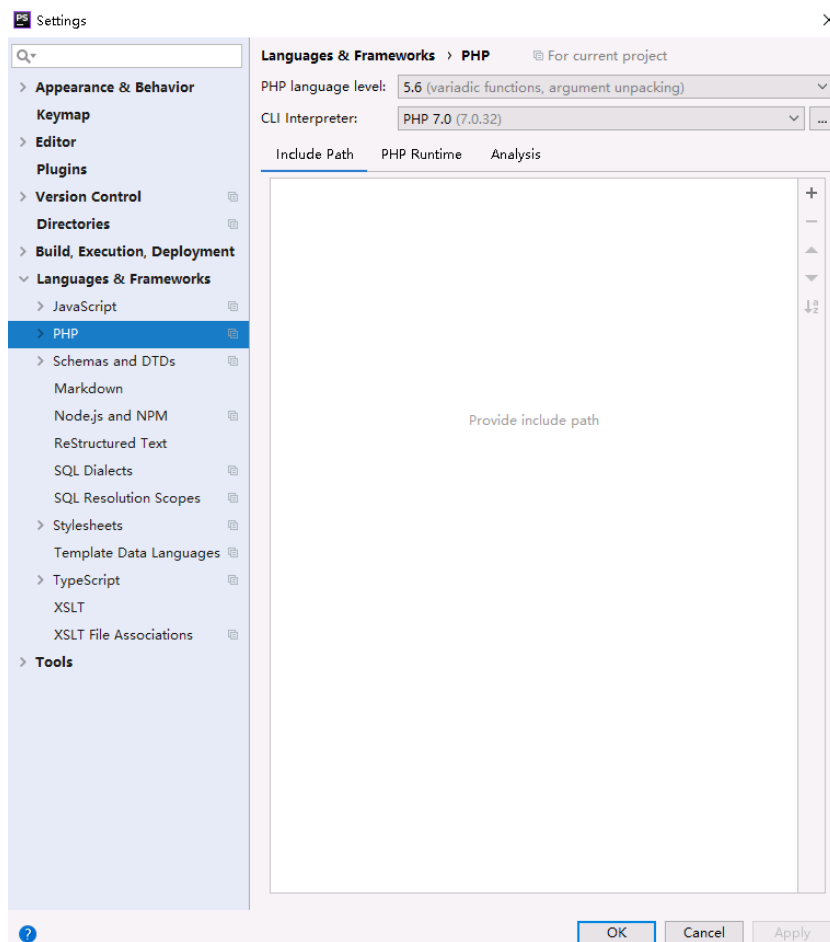 PS Settings
Appearance & Behavior
Keymap
Editor
Plugins
Version Control
Directories
Build, Execution, Deployment
Languages & Frameworks
JavaScript
PHP
Schemas and DTDs
Markdown
Node.js and NPM
ReStructured Text
SQL Dialects
SQL Resolution Scopes
Stylesheets
Template Data Languages
TypeScript
XSLT
XSLT File Associations
Tools
Languages & Frameworks › PHP For current project
PHP language level: 5.6 (variadic functions, argument unpacking)
CLI Interpreter: PHP 7.0 (7.0.32) ...
Include Path PHP Runtime Analysis
Provide include path
? OK Cancel Apply